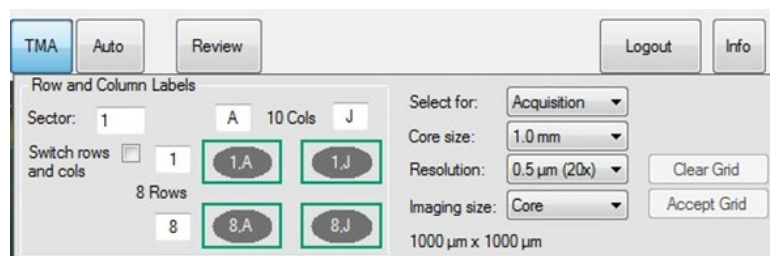 TMA Auto Review Logout Info
Row and Column Labels
Sector: 1 A 10 Cols J
Switch rows and cols 1 1,A 1,J
8 Rows
8 8,A 8,J
Select for: Acquisition
Core size: 1.0 mm
Resolution: 0.5 µm (20x) Clear Grid
Imaging size: Core Accept Grid
1000 µm x 1000 µm